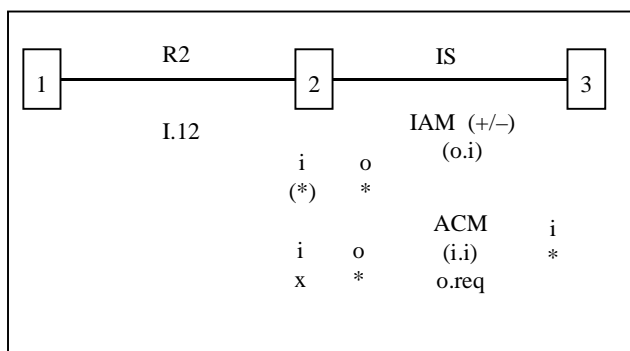 R2 IS
1 2 3
I.12 IAM (+/–)
(o.i)
i o
(*) *
ACM i
i o (i.i) *
x * o.req